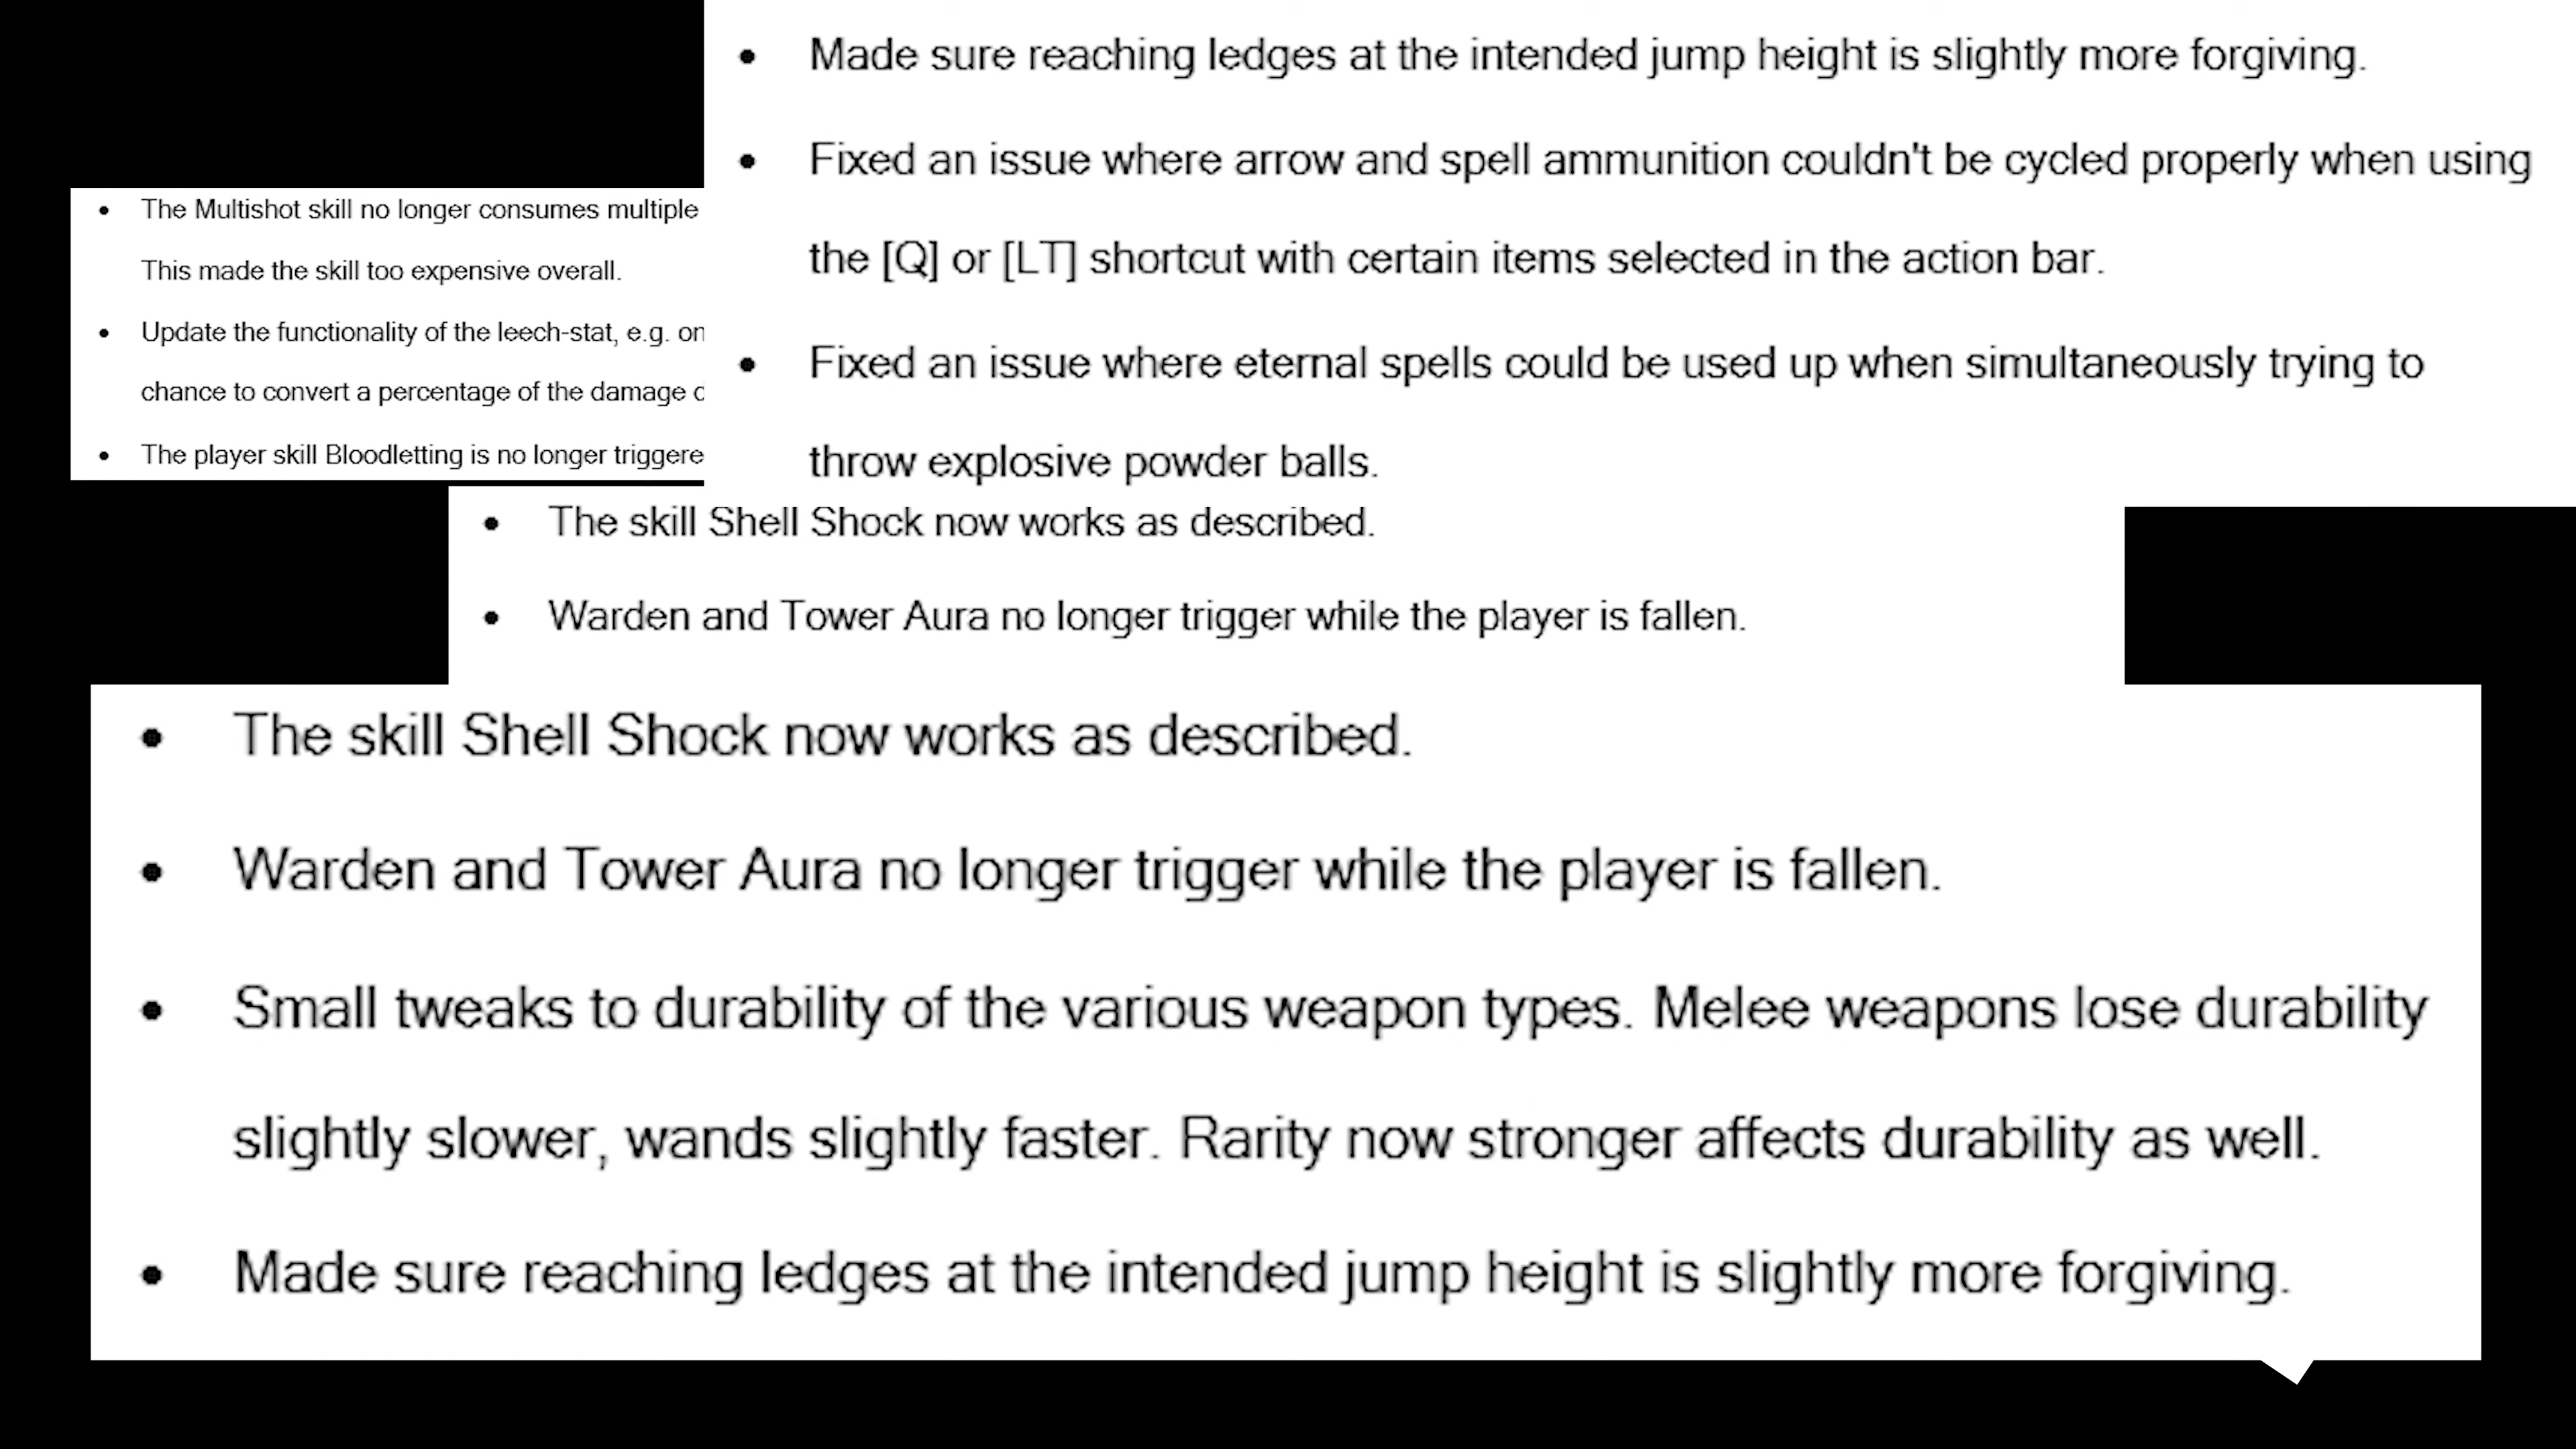 • Made sure reaching ledges at the intended jump height is slightly more forgiving.
• Fixed an issue where arrow and spell ammunition couldn't be cycled properly when using
the [Q] or [LT] shortcut with certain items selected in the action bar.
• Fixed an issue where eternal spells could be used up when simultaneously trying to
throw explosive powder balls.
• The Multishot skill no longer consumes multiple
This made the skill too expensive overall.
• Update the functionality of the leech-stat, e.g. on
chance to convert a percentage of the damage
• The player skill Bloodletting is no longer triggere
• The skill Shell Shock now works as described.
• Warden and Tower Aura no longer trigger while the player is fallen.
• The skill Shell Shock now works as described.
• Warden and Tower Aura no longer trigger while the player is fallen.
• Small tweaks to durability of the various weapon types. Melee weapons lose durability
slightly slower, wands slightly faster. Rarity now stronger affects durability as well.
• Made sure reaching ledges at the intended jump height is slightly more forgiving.